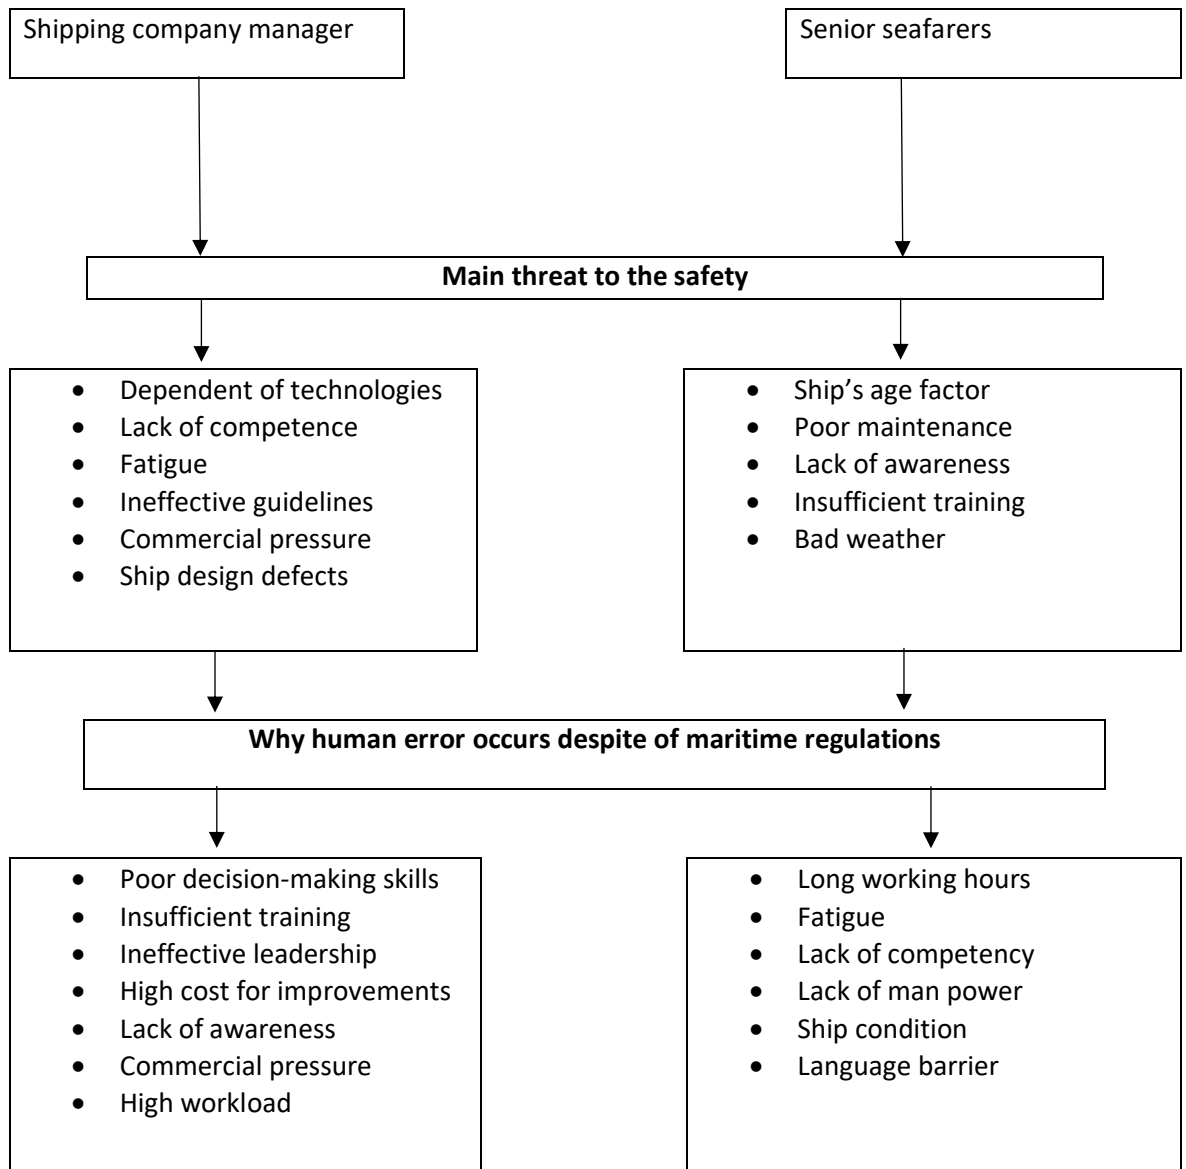 Shipping company manager
Senior seafarers
Main threat to the safety
• Dependent of technologies
• Lack of competence
• Fatigue
• Ineffective guidelines
• Commercial pressure
• Ship design defects
• Ship's age factor
• Poor maintenance
• Lack of awareness
• Insufficient training
• Bad weather
Why human error occurs despite of maritime regulations
• Poor decision-making skills
• Insufficient training
• Ineffective leadership
• High cost for improvements
• Lack of awareness
• Commercial pressure
• High workload
• Long working hours
• Fatigue
• Lack of competency
• Lack of man power
• Ship condition
• Language barrier